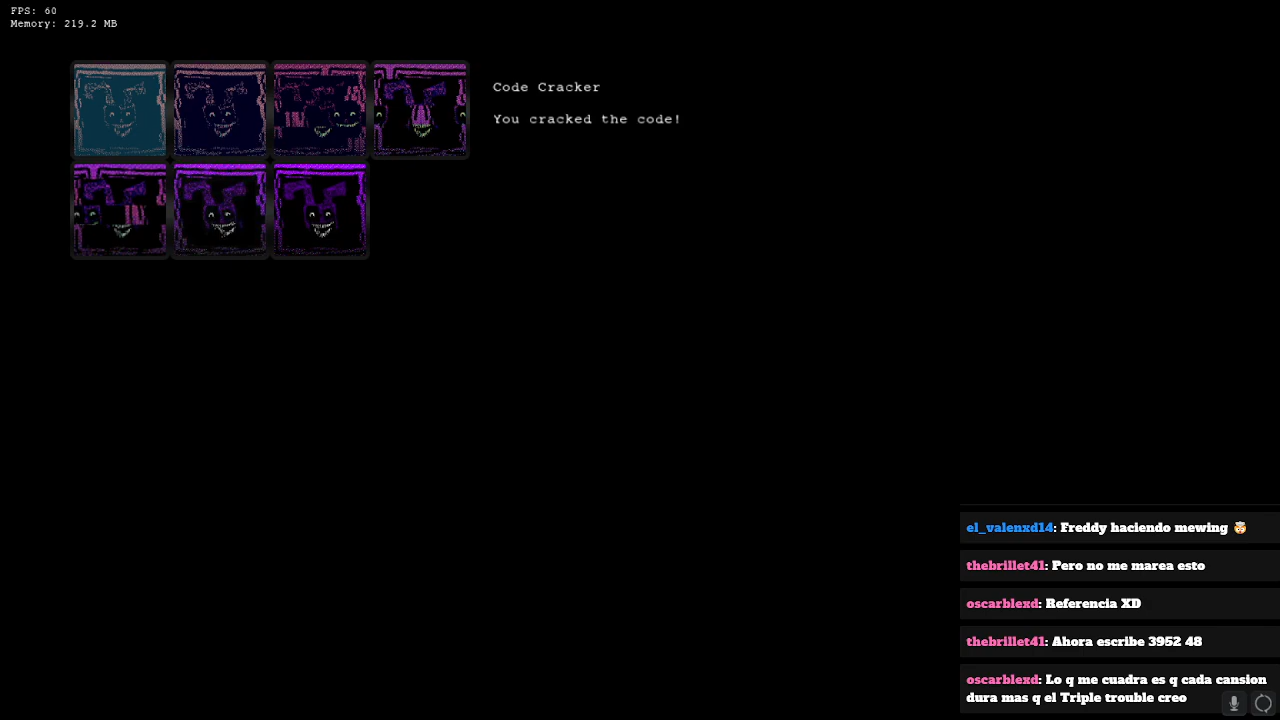 FPS: 60
Memory: 219.2 MB
Code Cracker
You cracked the code!
el_valenxd14: Freddy haciendo mewing 🤯
thebrillet41: Pero no me marea esto
oscarblexd: Referencia XD
thebrillet41: Ahora escribe 3952 48
oscarblexd: Lo q me cuadra es q cada cansion
dura mas q el Triple trouble creo